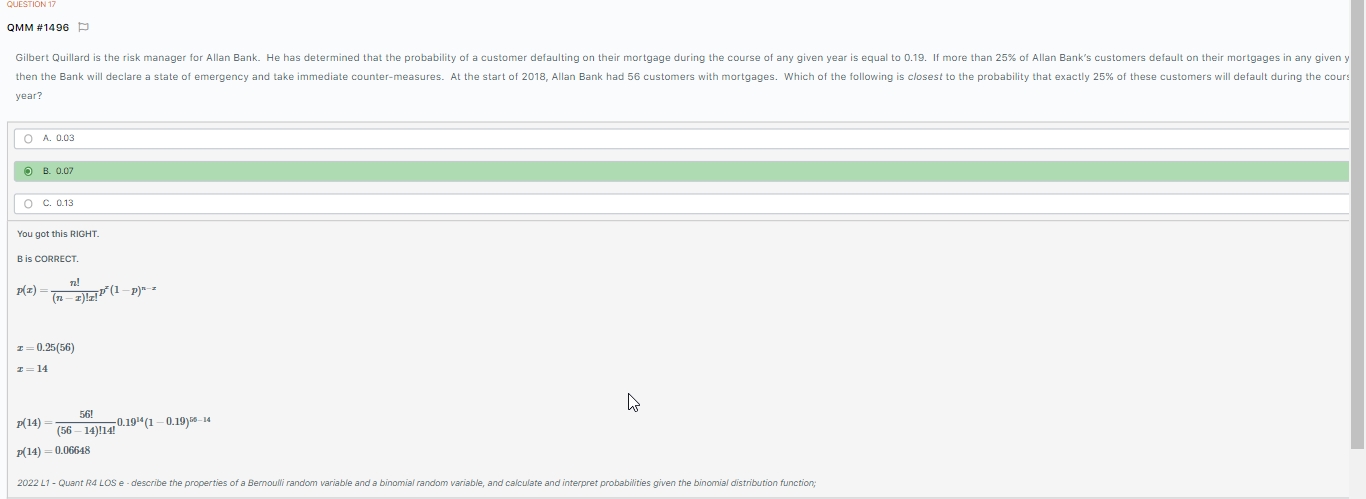 QUESTION 17
QMM #1496
Gilbert Quillard is the risk manager for Allan Bank. He has determined that the probability of a customer defaulting on their mortgage during the course of any given year is equal to 0.19. If more than 25% of Allan Bank's customers default on their mortgages in any given y
then the Bank will declare a state of emergency and take immediate counter-measures. At the start of 2018, Allan Bank had 56 customers with mortgages. Which of the following is closest to the probability that exactly 25% of these customers will default during the cours
year?
A. 0.03
B. 0.07
C. 0.13
You got this RIGHT.
B is CORRECT.
p(x) = n! / (n − x)!x! p^x (1 − p)^{n−x}
x = 0.25(56)
x = 14
p(14) = 56! / (56 − 14)!14! 0.19^{14} (1 − 0.19)^{56−14}
p(14) = 0.06648
2022 L1 - Quant R4 LOS e - describe the properties of a Bernoulli random variable and a binomial random variable, and calculate and interpret probabilities given the binomial distribution function;